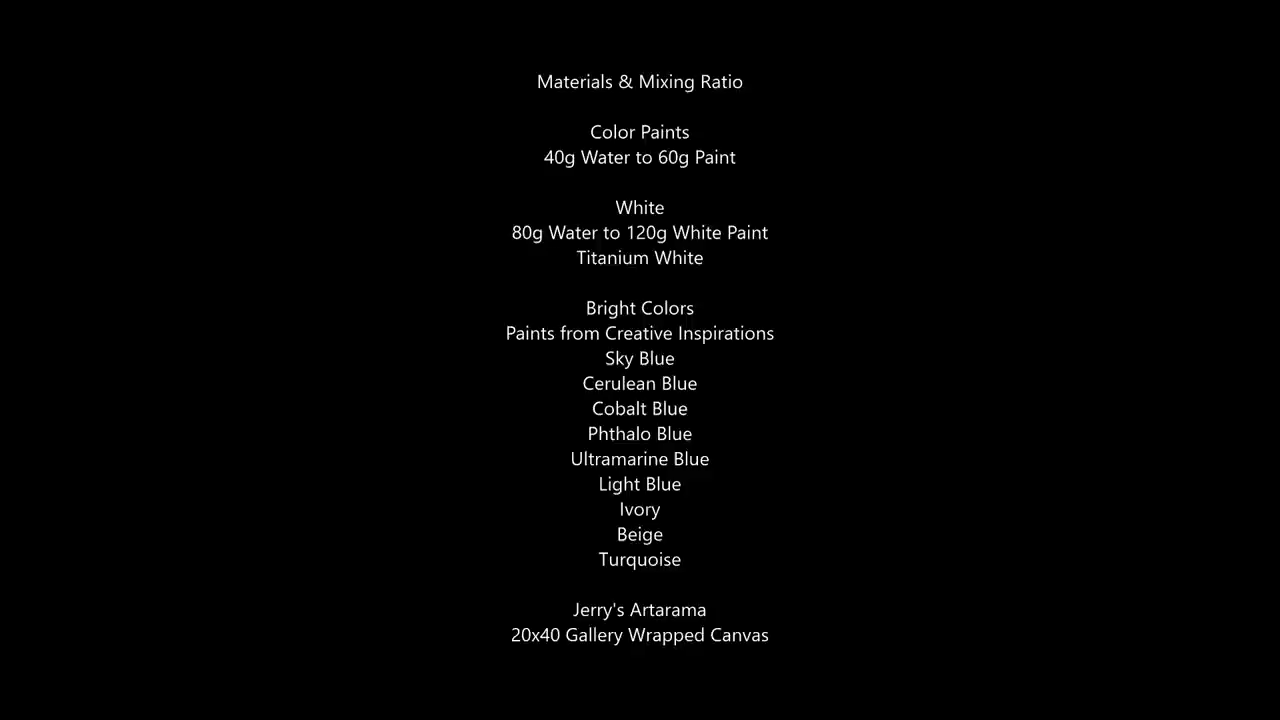 Materials & Mixing Ratio
Color Paints
40g Water to 60g Paint
White
80g Water to 120g White Paint
Titanium White
Bright Colors
Paints from Creative Inspirations
Sky Blue
Cerulean Blue
Cobalt Blue
Phthalo Blue
Ultramarine Blue
Light Blue
Ivory
Beige
Turquoise
Jerry's Artarama
20x40 Gallery Wrapped Canvas